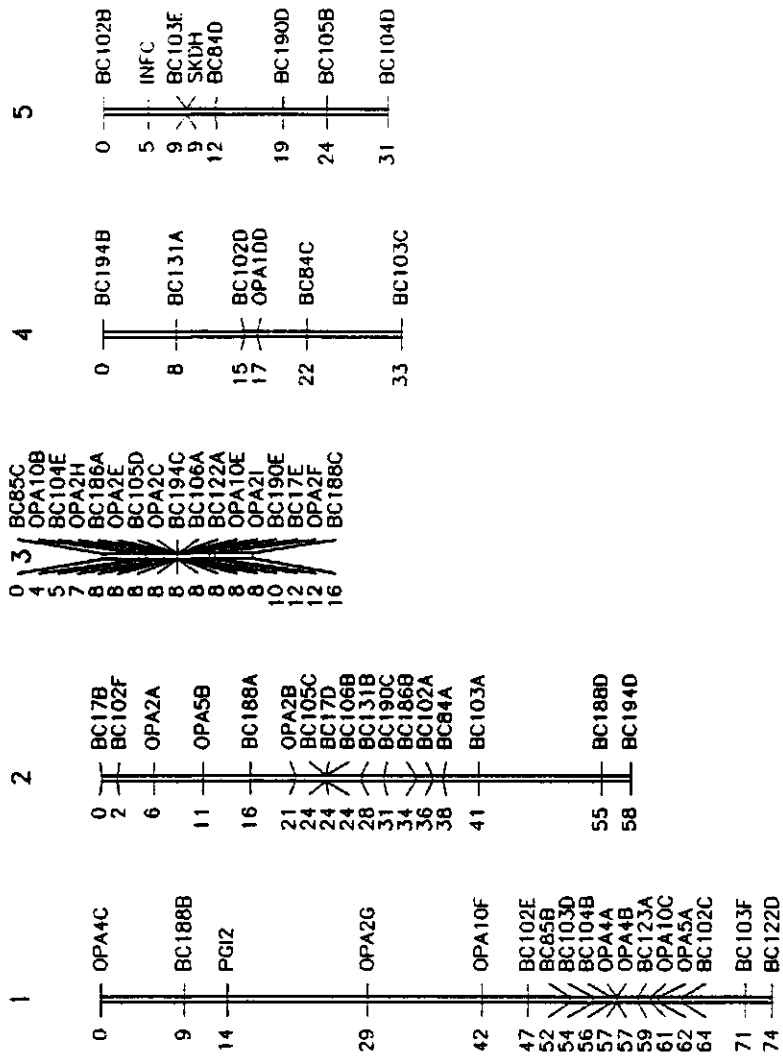 1
0 OPA4C
9 BC188B
14 PGI2
29 OPA2G
42 OPA10F
47 BC102E
52 BC85B
54 BC103D
56 BC104B
57 OPA4A
57 OPA4B
59 BC123A
61 OPA10C
62 OPA5A
64 BC102C
71 BC103F
74 BC122D
2
0 BC17B
2 BC102F
6 OPA2A
11 OPA5B
16 BC188A
21 OPA2B
24 BC105C
24 BC17D
24 BC106B
28 BC131B
31 BC190C
34 BC186B
36 BC102A
38 BC84A
41 BC103A
55 BC188D
58 BC194D
3
0 BC85C
4 OPA10B
5 BC104E
7 OPA2H
8 BC186A
8 OPA2E
8 BC105D
8 OPA2C
8 BC194C
8 BC106A
8 BC122A
8 OPA10E
8 OPA2I
10 BC190E
12 BC17E
12 OPA2F
16 BC188C
4
0 BC194B
8 BC131A
15 BC102D
17 OPA10D
22 BC84C
33 BC103C
5
0 BC102B
5 INFC
9 BC103E
9 SKDH
12 BC84D
19 BC190D
24 BC105B
31 BC104D